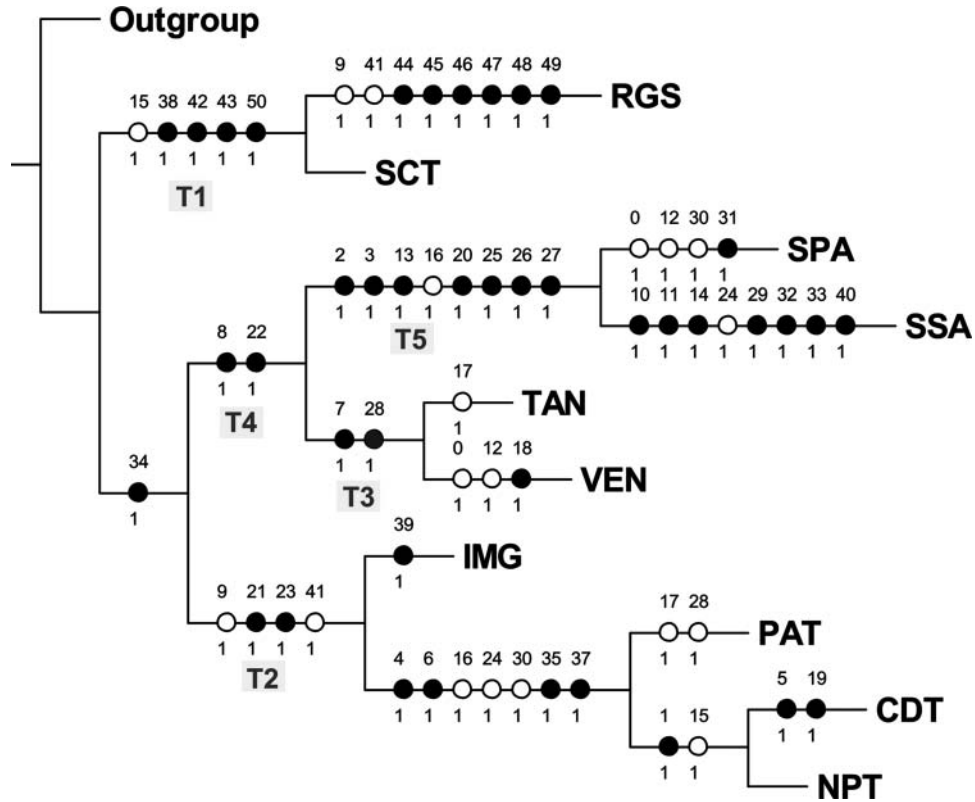 Outgroup
9 41 44 45 46 47 48 49
RGS
1 1 1 1 1 1 1 1
15 38 42 43 50
1 1 1 1 1
T1
SCT
0 12 30 31
SPA
1 1 1 1
2 3 13 16 20 25 26 27
1 1 1 1 1 1 1 1
T5
10 11 14 24 29 32 33 40
SSA
1 1 1 1 1 1 1 1
8 22
1 1
T4
17
TAN
1
7 28
1 1
T3
0 12 18
VEN
1 1 1
34
1
39
IMG
1
9 21 23 41
1 1 1 1
T2
17 28
PAT
1 1
4 6 16 24 30 35 37
1 1 1 1 1 1 1
5 19
CDT
1 1
1 15
1 1
NPT